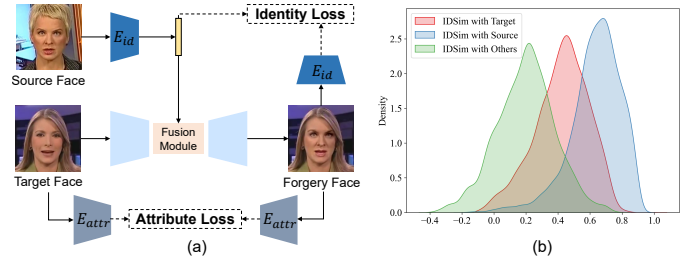 Source Face
E_id
Identity Loss
E_id
Fusion
Module
Target Face
Forgery Face
E_attr
Attribute Loss
E_attr
(a)
IDSim with Target
IDSim with Source
IDSim with Others
Density
2.5
2.0
1.5
1.0
0.5
0.0
−0.4
−0.2
0.0
0.2
0.4
0.6
0.8
1.0
(b)